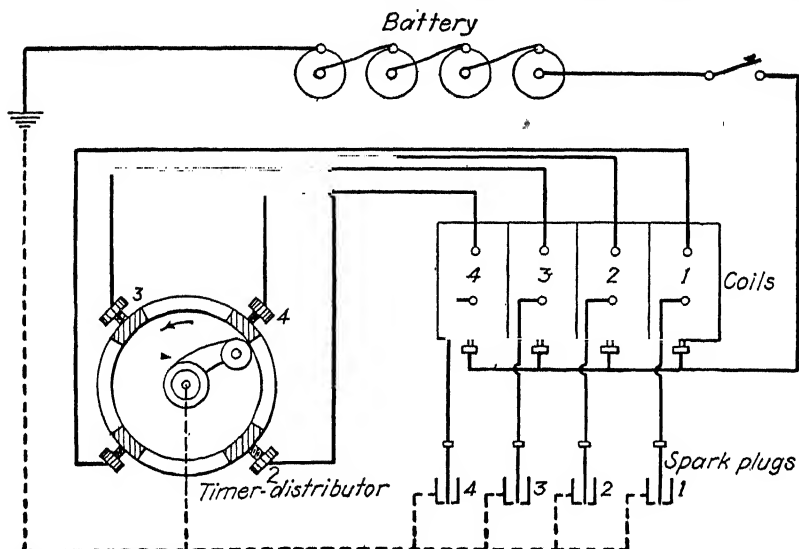 Battery
4 3 2 1
Coils
3
4
2
Timer-distributor
Spark plugs
4 3 2 1